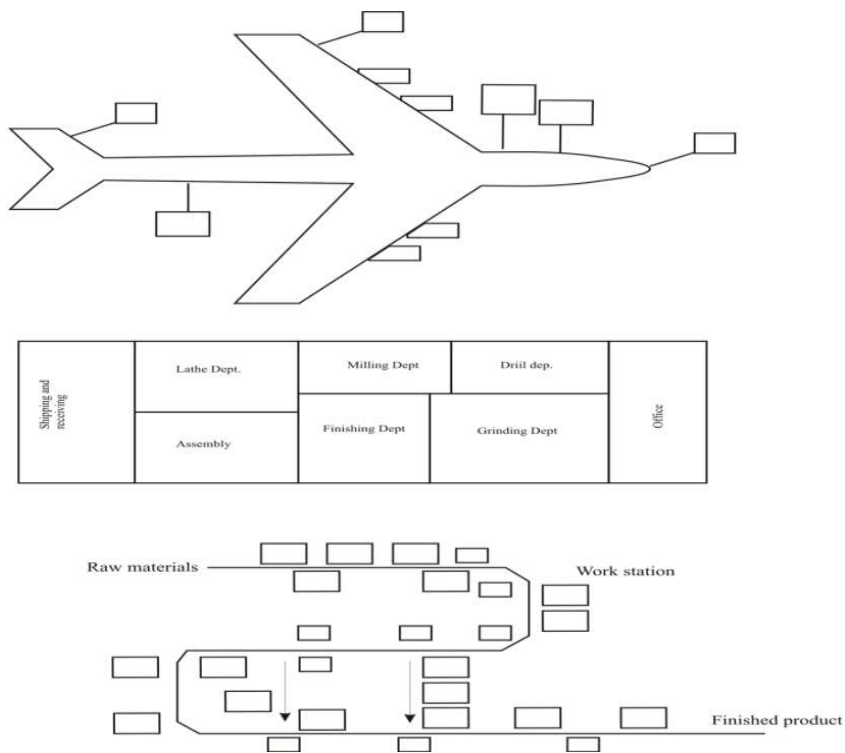 Shipping and
receiving
Lathe Dept.
Milling Dept
Driil dep.
Assembly
Finishing Dept
Grinding Dept
Office
Raw materials
Work station
Finished product